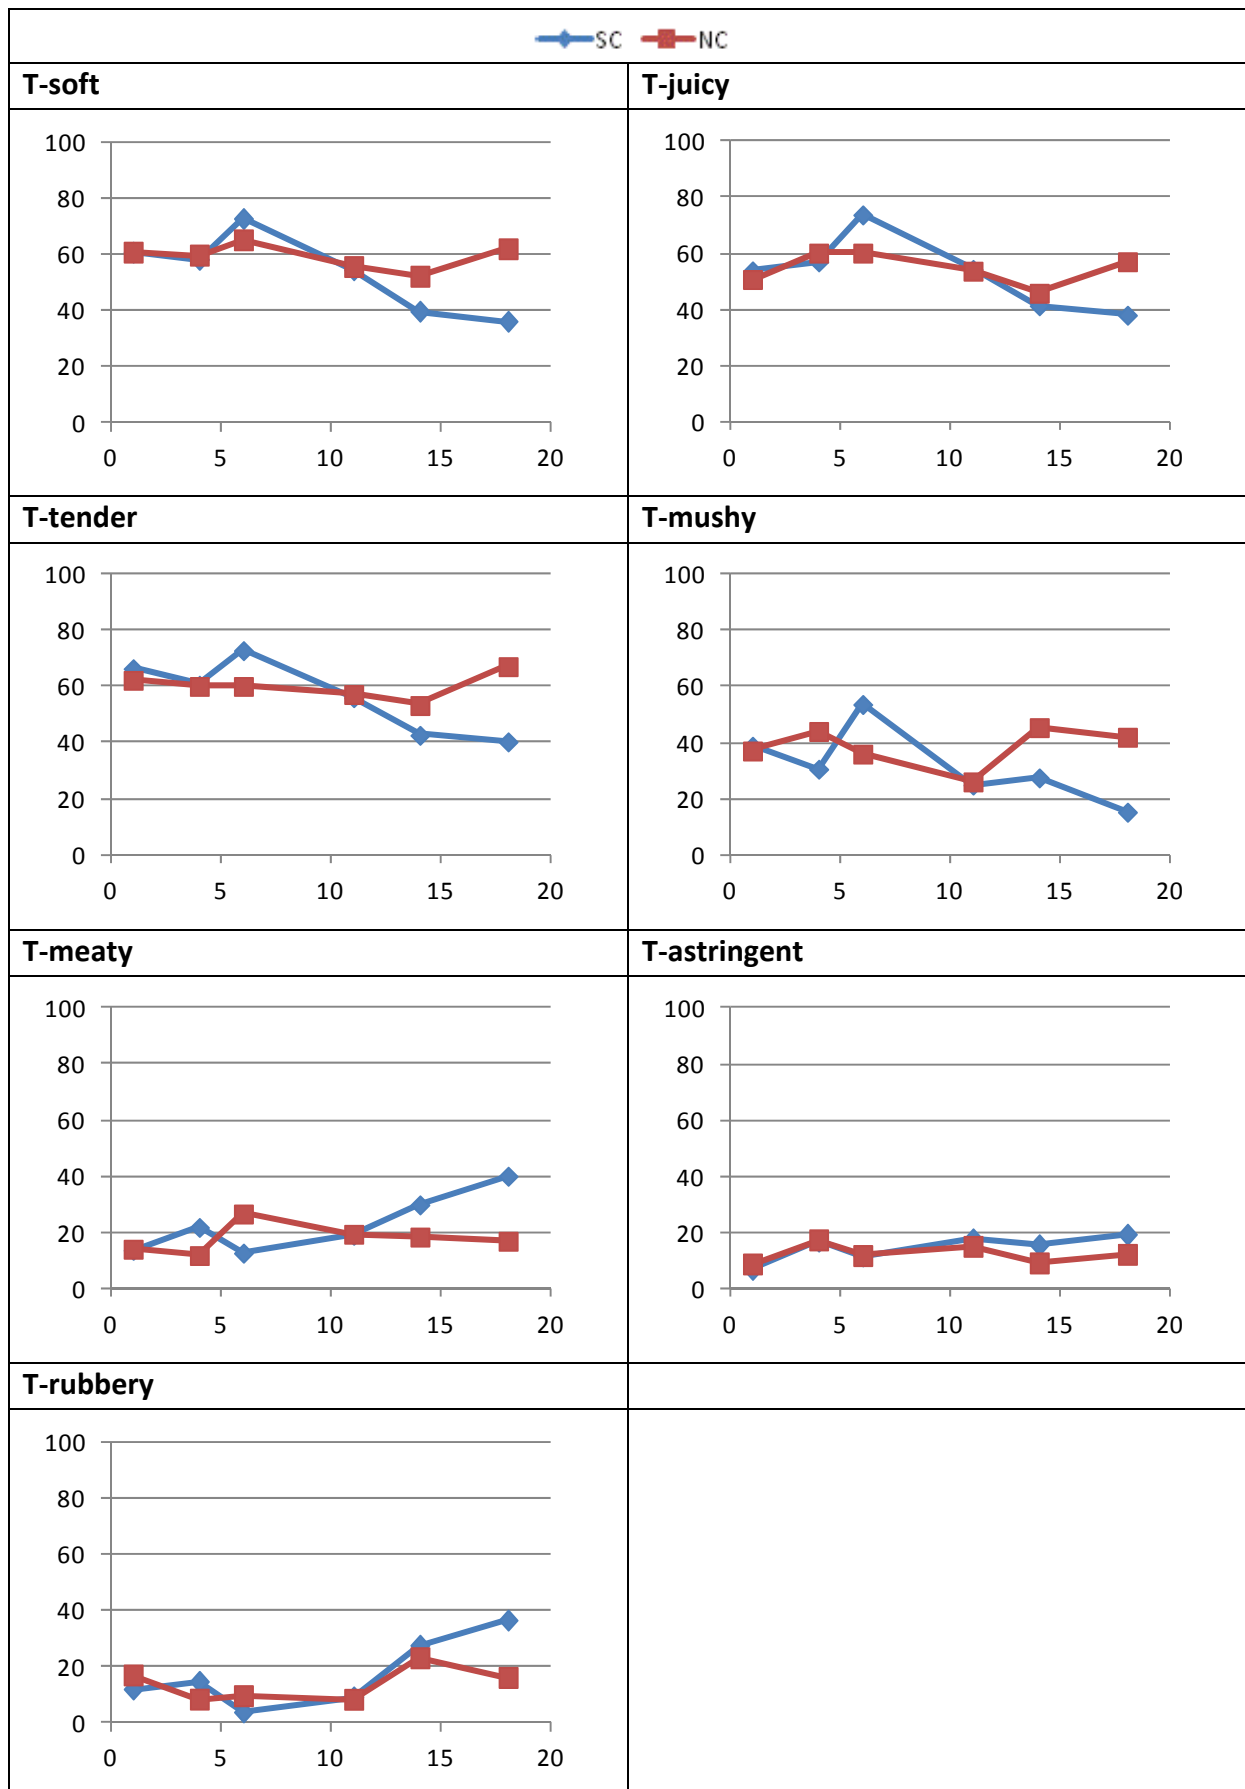 SC NC
T-soft T-juicy
100 100
80 80
60 60
40 40
20 20
0 0
0 5 10 15 20 0 5 10 15 20
T-tender T-mushy
100 100
80 80
60 60
40 40
20 20
0 0
0 5 10 15 20 0 5 10 15 20
T-meaty T-astringent
100 100
80 80
60 60
40 40
20 20
0 0
0 5 10 15 20 0 5 10 15 20
T-rubbery
100
80
60
40
20
0
0 5 10 15 20